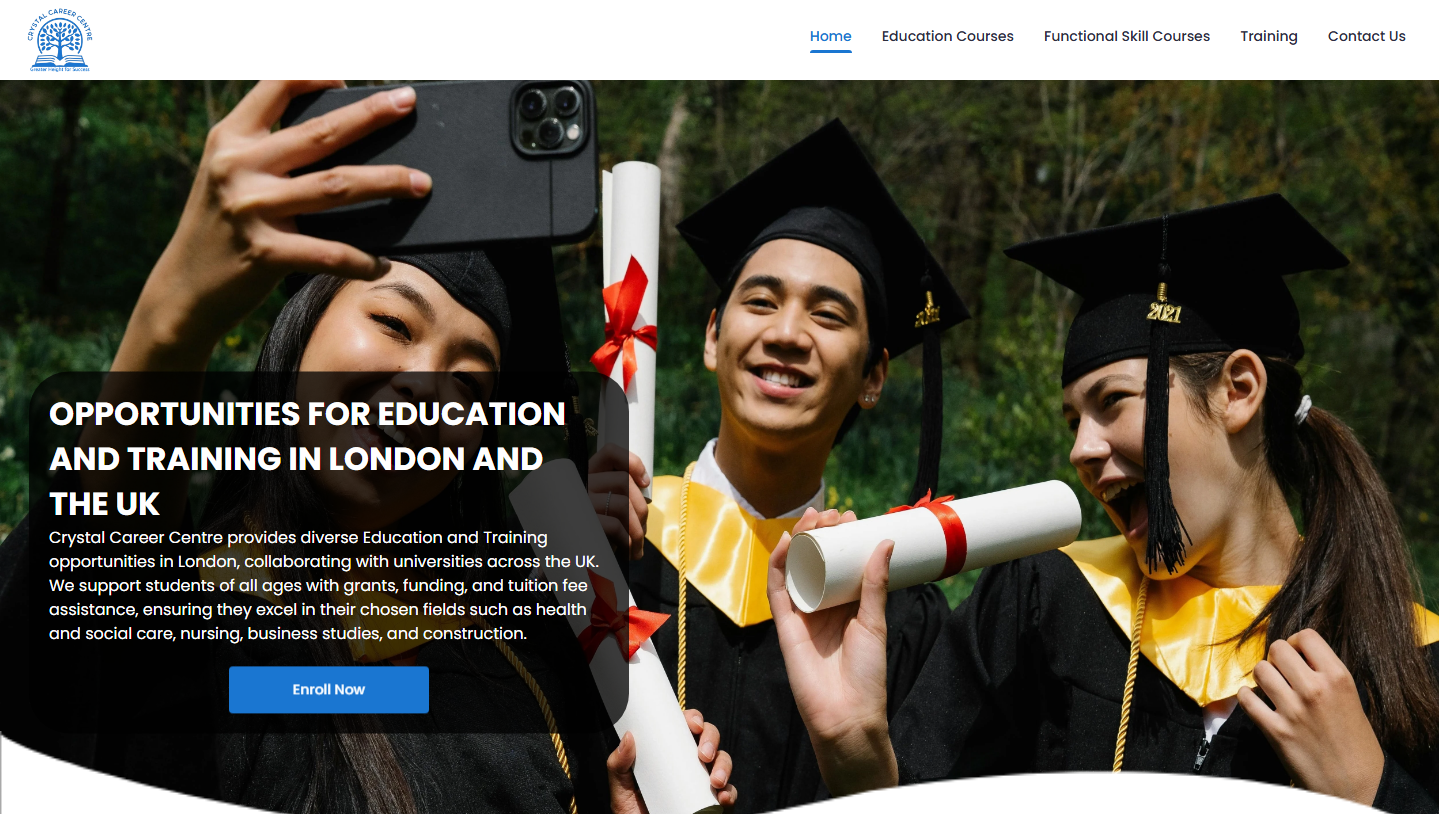 CRYSTAL CAREER CENTRE
Greater Height for Success
Home Education Courses Functional Skill Courses Training Contact Us
2021
2021
OPPORTUNITIES FOR EDUCATION
AND TRAINING IN LONDON AND
THE UK
Crystal Career Centre provides diverse Education and Training
opportunities in London, collaborating with universities across the UK.
We support students of all ages with grants, funding, and tuition fee
assistance, ensuring they excel in their chosen fields such as health
and social care, nursing, business studies, and construction.
Enroll Now